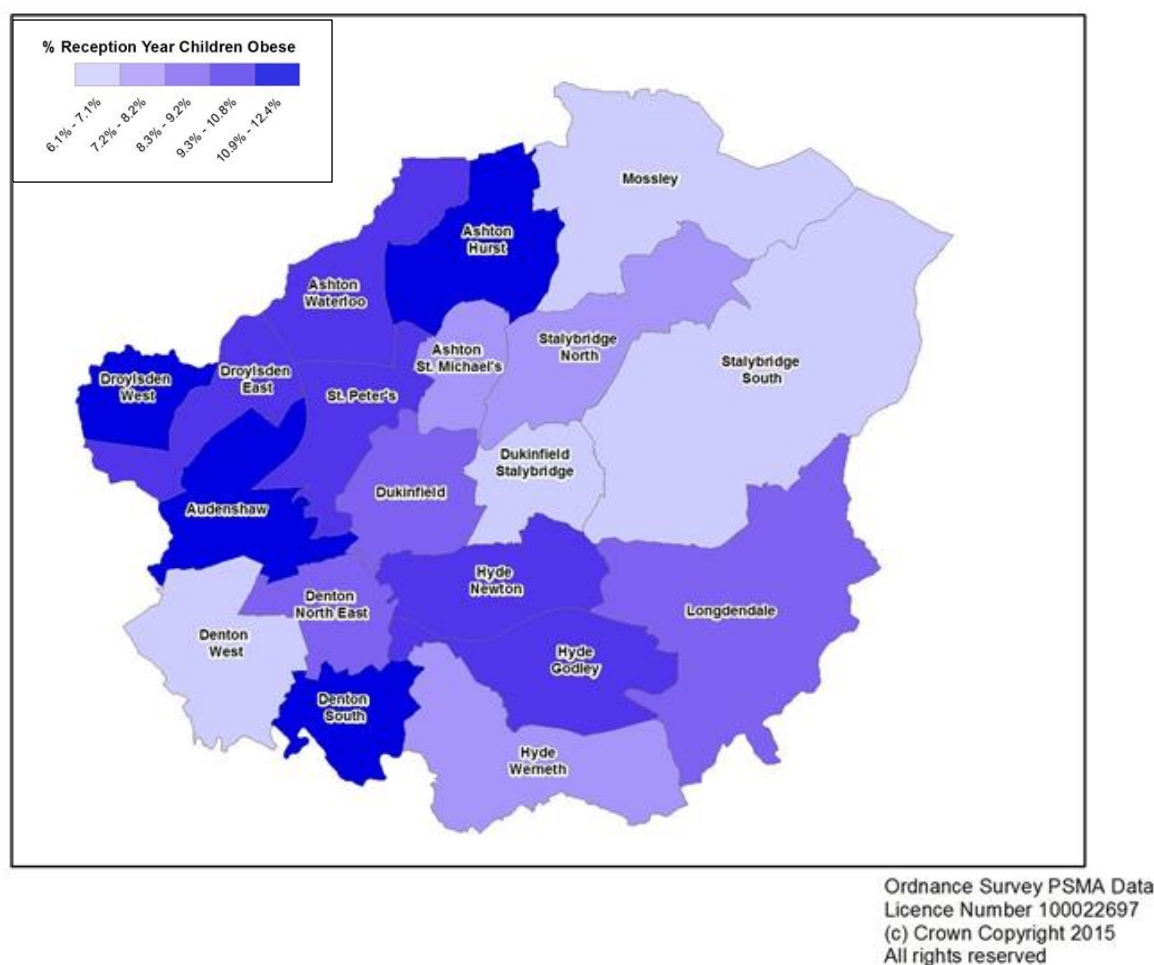 % Reception Year Children Obese
6.1% - 7.1%
7.2% - 8.2%
8.3% - 9.2%
9.3% - 10.8%
10.9% - 12.4%
Mossley
Ashton
Hurst
Ashton
Waterloo
Stalybridge
North
Ashton
St. Michael's
Stalybridge
South
Droylsden
West
Droylsden
East
St. Peter's
Dukinfield
Stalybridge
Dukinfield
Audenshaw
Hyde
Newton
Denton
North East
Longdendale
Denton
West
Hyde
Godley
Denton
South
Hyde
Werneth
Ordnance Survey PSMA Data
Licence Number 100022697
(c) Crown Copyright 2015
All rights reserved